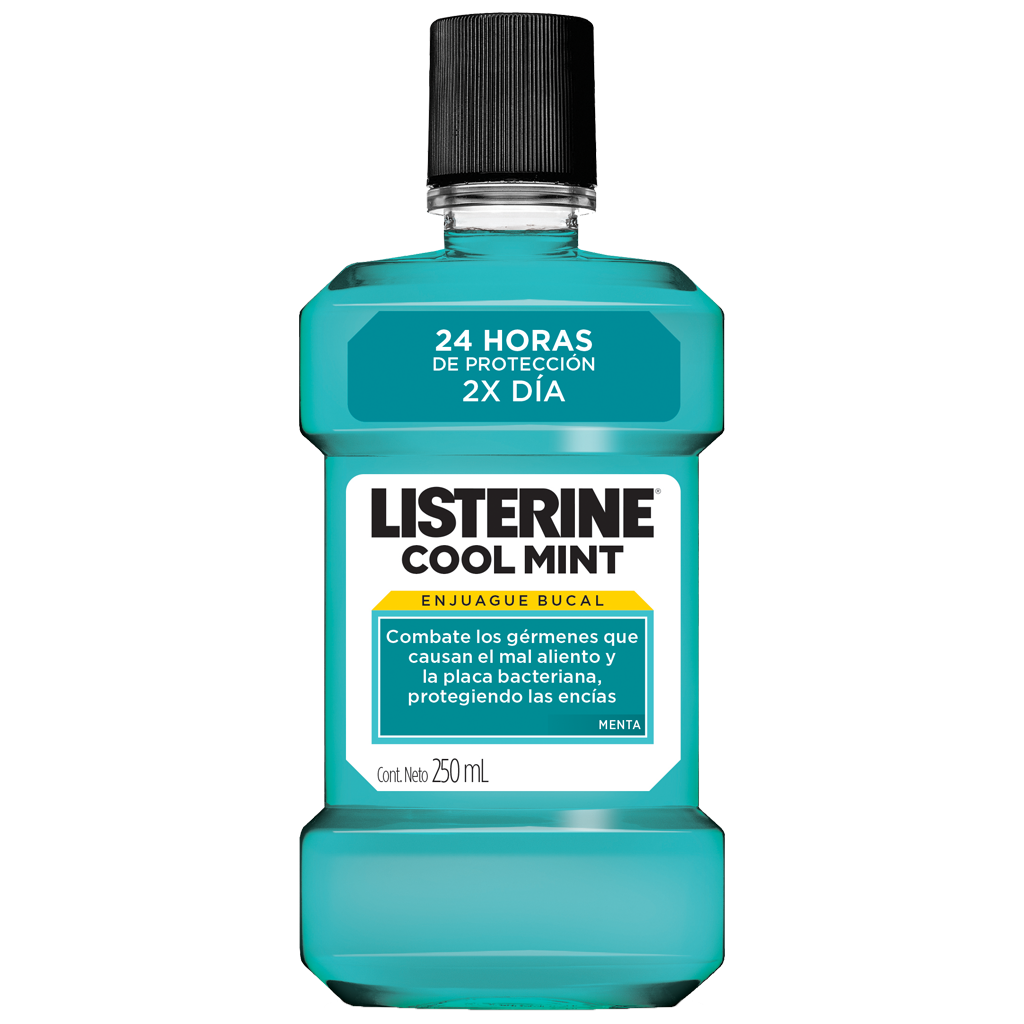 24 HORAS
DE PROTECCIÓN
2X DÍA
LISTERINE®
COOL MINT
ENJUAGUE BUCAL
Combate los gérmenes que
causan el mal aliento y
la placa bacteriana,
protegiendo las encías
MENTA
Cont. Neto 250 mL